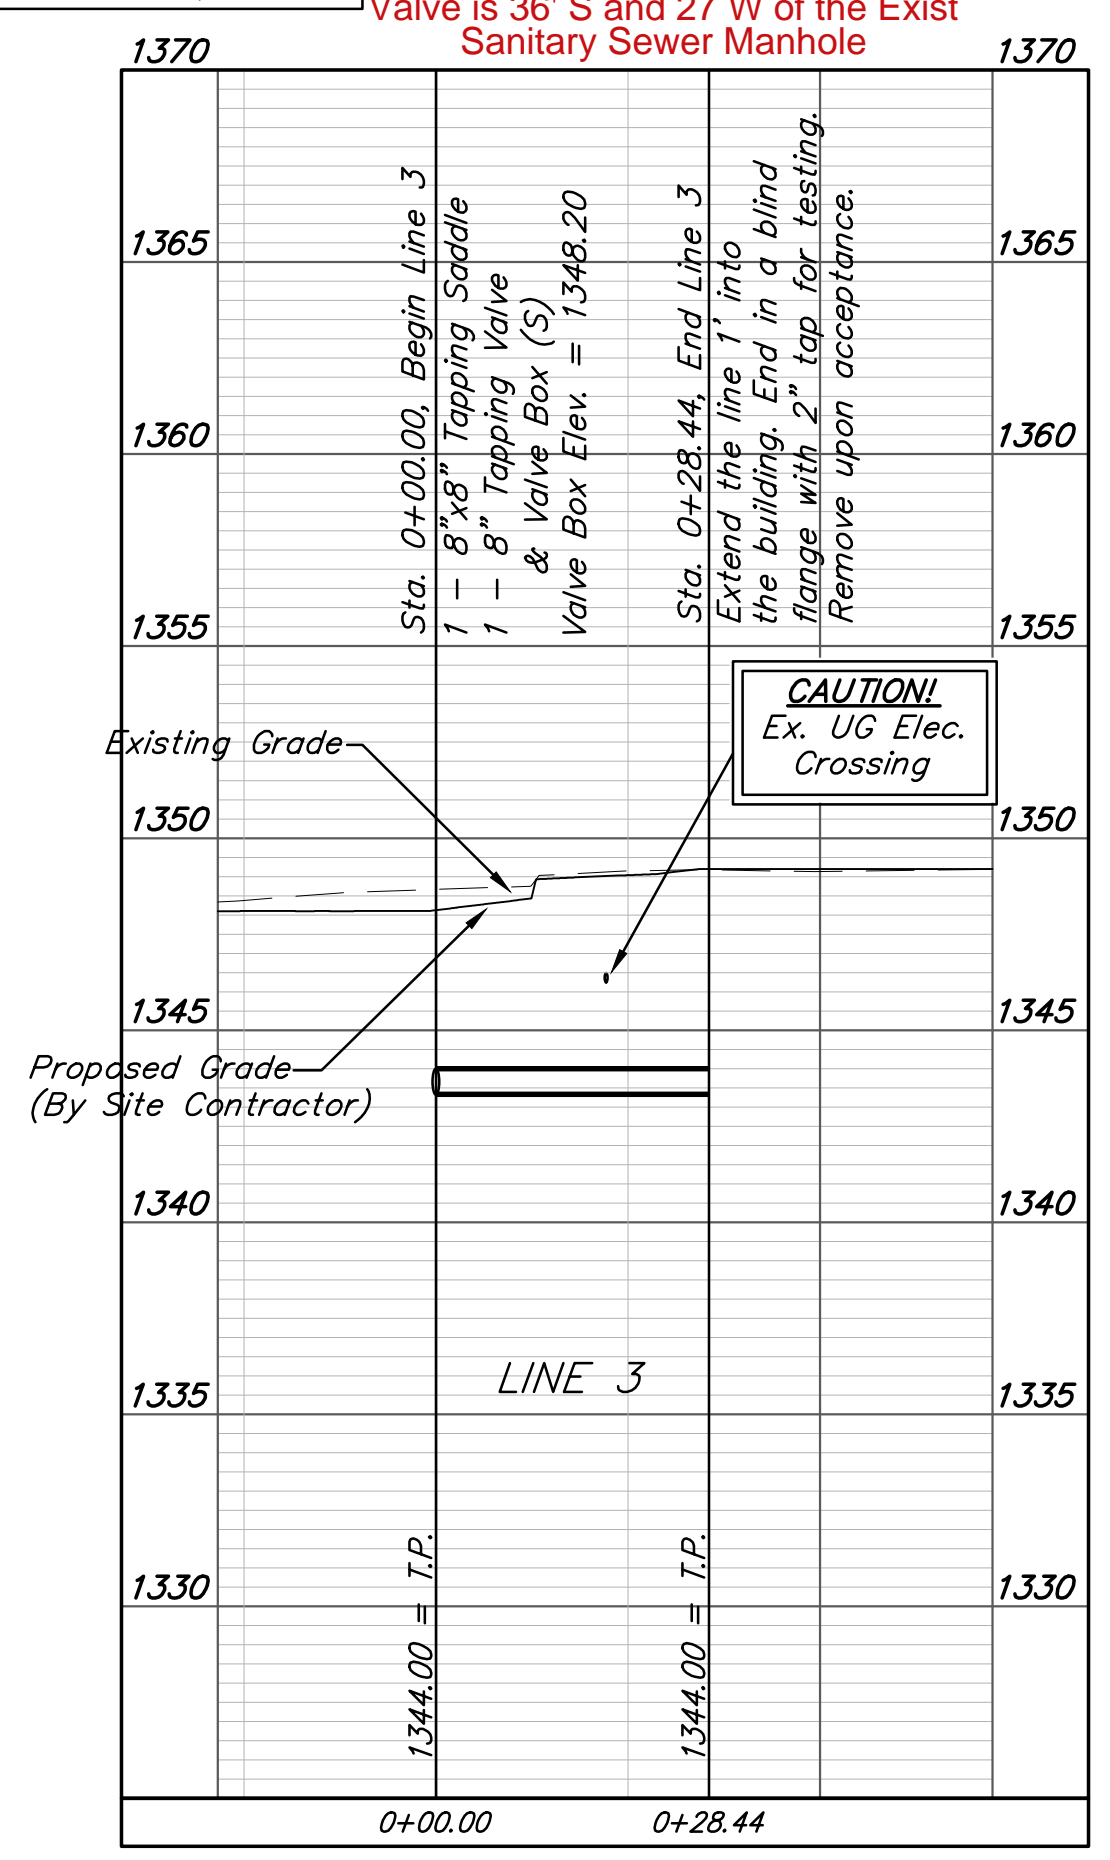 Valve is 36' S and 27' W of the Exist
Sanitary Sewer Manhole
1370
1370
Sta. 0+00.00, Begin Line 3
1 - 8"x8" Tapping Saddle
1 - 8" Tapping Valve
& Valve Box (S)
Valve Box Elev. = 1348.20
Sta. 0+28.44, End Line 3
Extend the line 1' into
the building. End in a blind
flange with 2" tap for testing.
Remove upon acceptance.
1365
1365
1360
1360
1355
1355
CAUTION!
Ex. UG Elec.
Crossing
Existing Grade
1350
1350
1345
1345
Proposed Grade
(By Site Contractor)
1340
1340
LINE 3
1335
1335
1330
1330
1344.00 = T.P.
1344.00 = T.P.
0+00.00
0+28.44